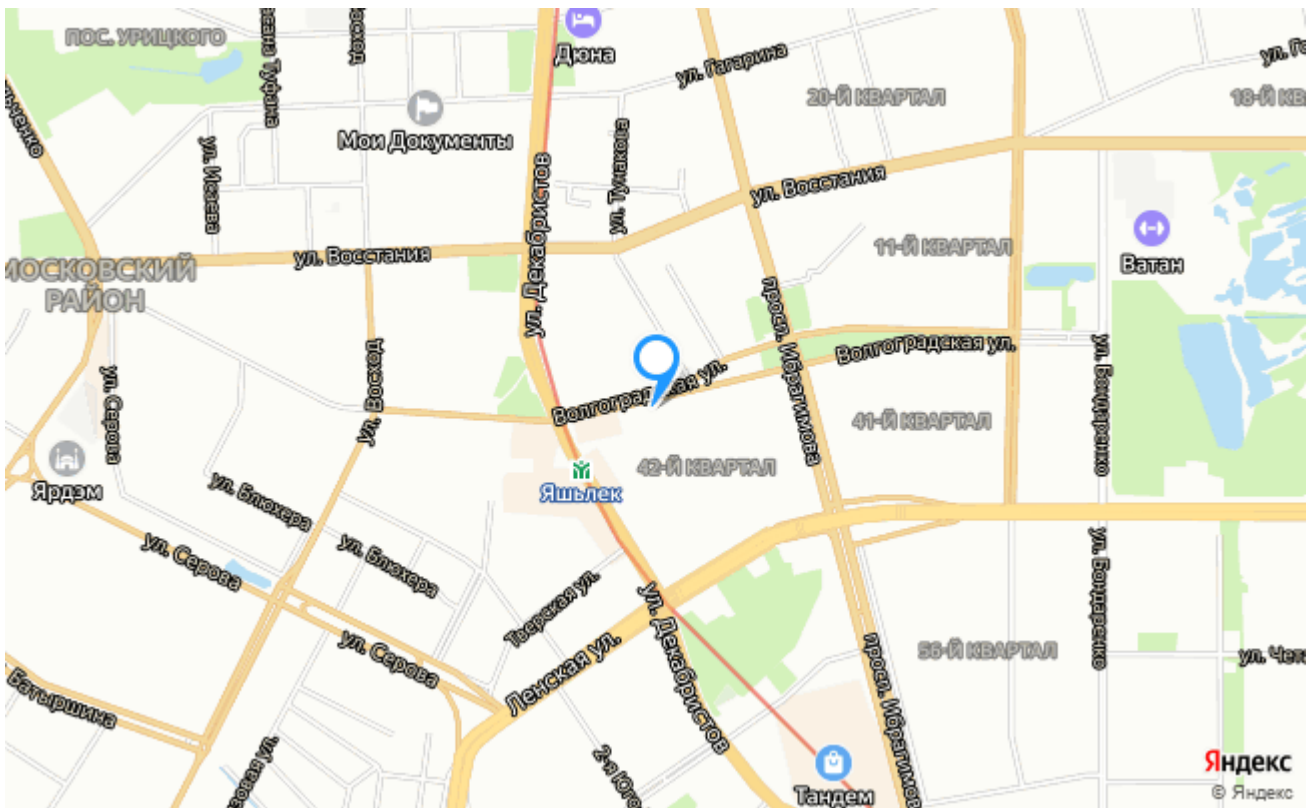 ПОС. УРИЦКОГО
Дюна
ул. Гагарина
20-Й КВАРТАЛ
Мои Документы
ул. Исаева
ул. Тунакова
ул. Декабристов
ул. Восстания
ул. Восстания
МОСКОВСКИЙ
РАЙОН
11-Й КВАРТАЛ
Ватан
просп. Ибрагимова
Волгоградская ул.
Волгоградская ул.
ул. Восход
ул. Серова
ул. Бондаренко
41-Й КВАРТАЛ
42-Й КВАРТАЛ
Яшьлек
Ярдэм
ул. Блюхера
ул. Блюхера
ул. Серова
ул. Серова
Тверская ул.
Ленская ул.
ул. Декабристов
ул. Бондаренко
56-Й КВАРТАЛ
просп. Ибрагимова
Батыршина
Тандем
Яндекс
© Яндекс